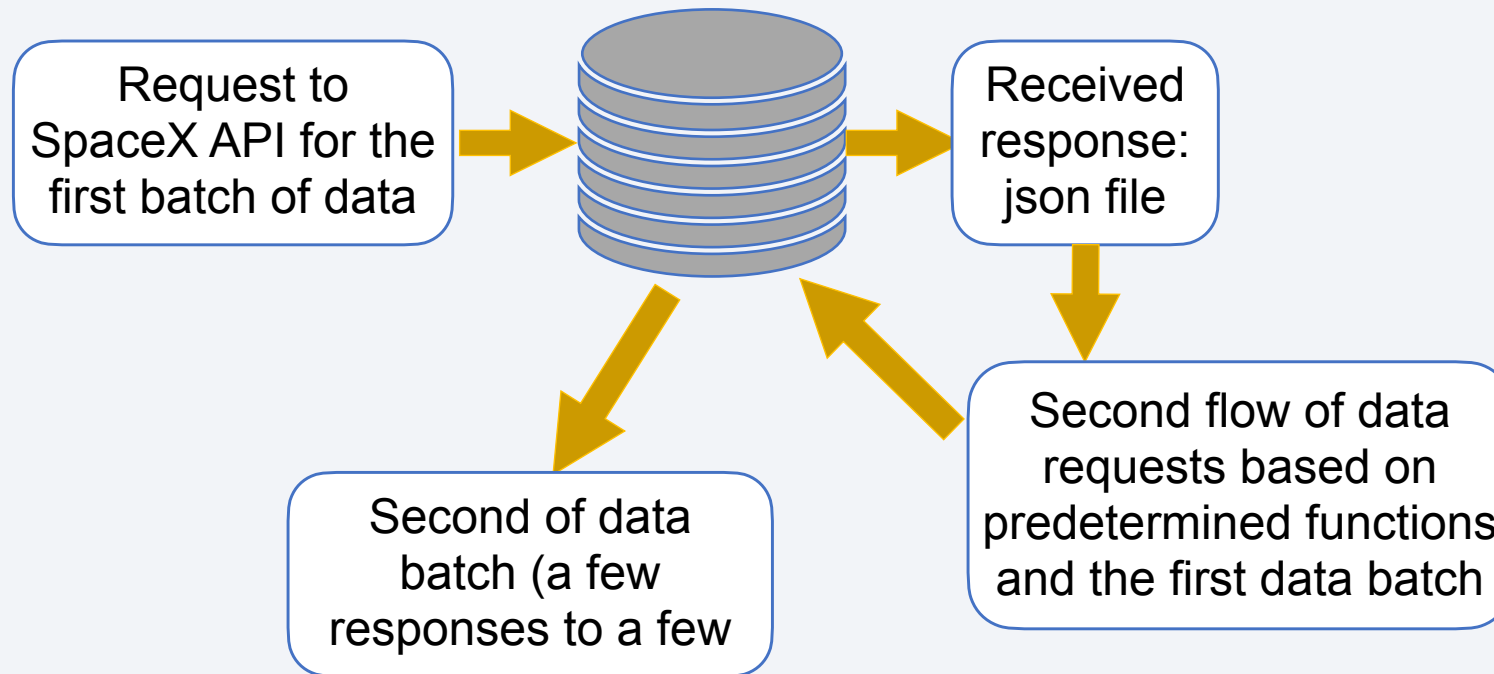 Request to
SpaceX API for the
first batch of data
Received
response:
json file
Second flow of data
requests based on
predetermined functions
and the first data batch
Second of data
batch (a few
responses to a few